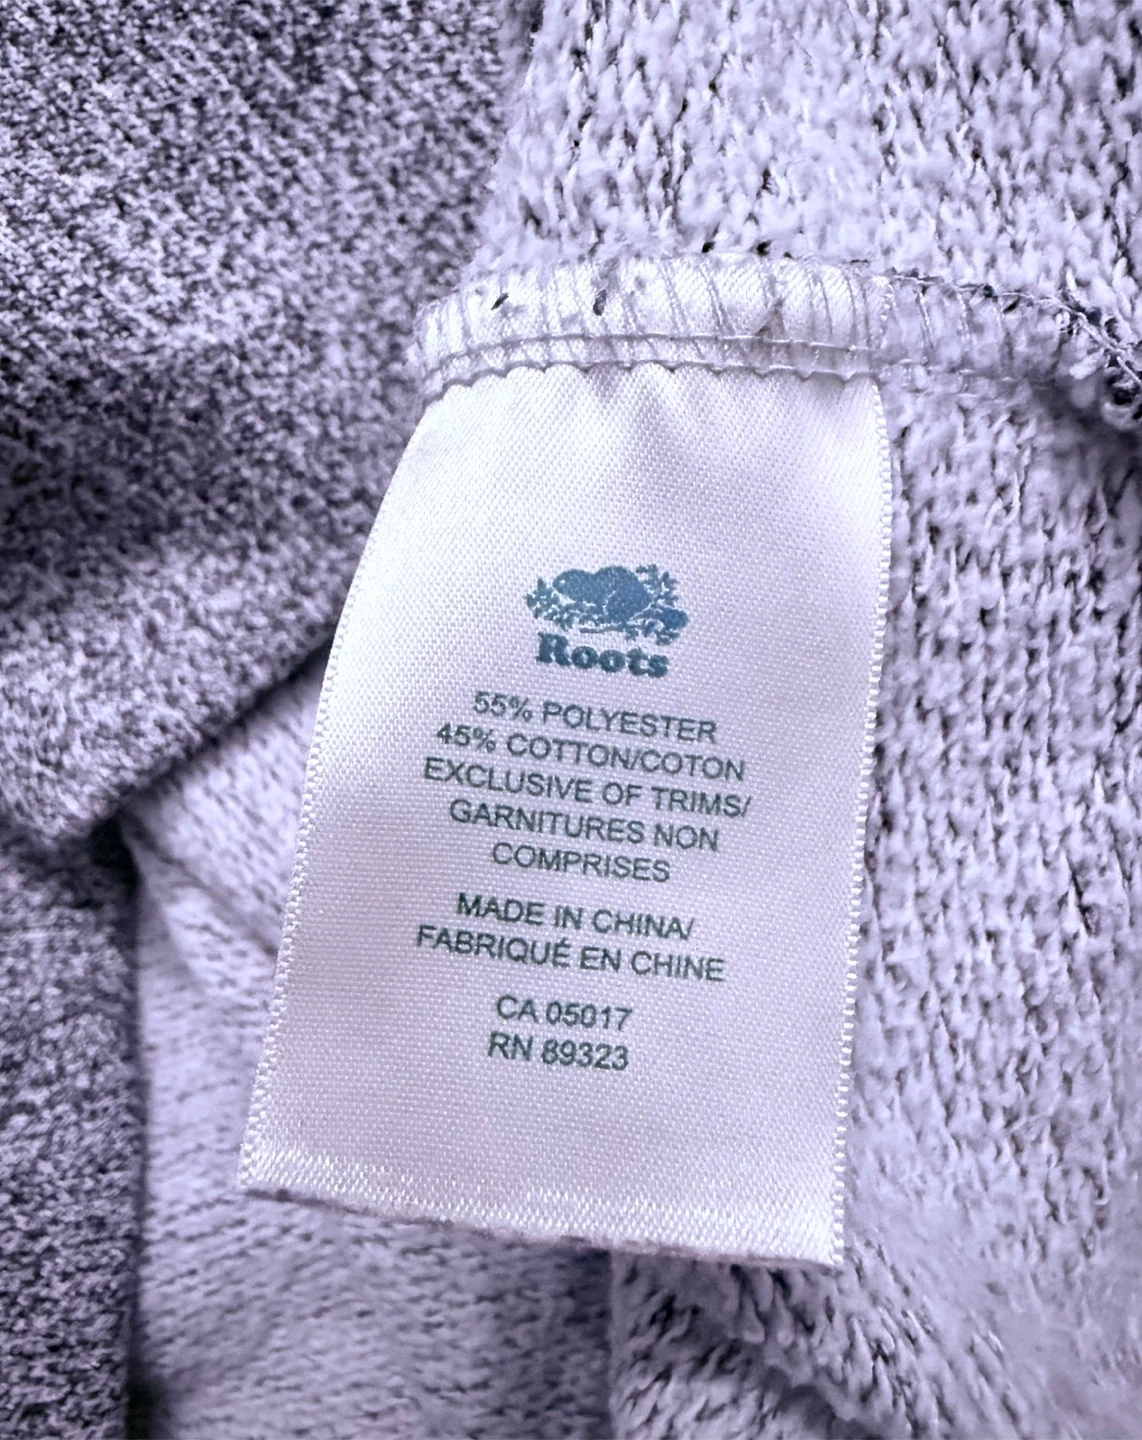 Roots
55% POLYESTER
45% COTTON/COTON
EXCLUSIVE OF TRIMS/
GARNITURES NON
COMPRISES
MADE IN CHINA/
FABRIQUÉ EN CHINE
CA 05017
RN 89323